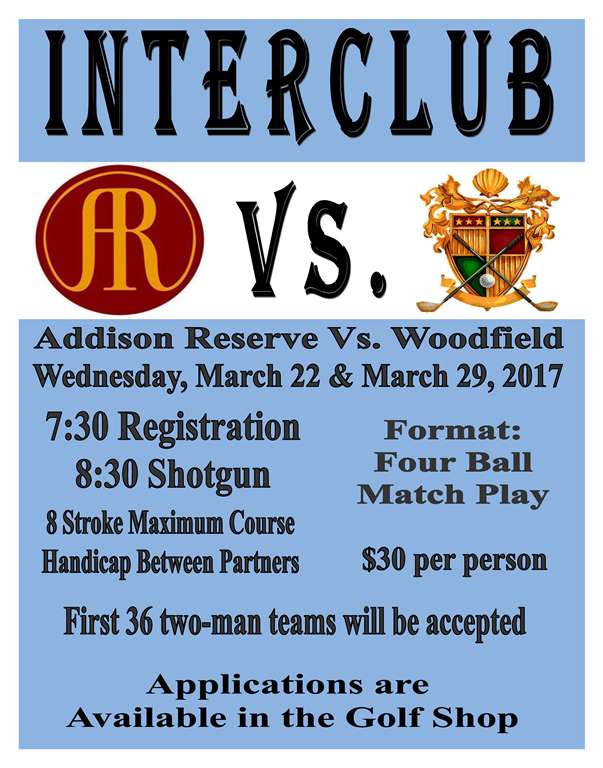 INTERCLUB
AR
VS.
Addison Reserve Vs. Woodfield
Wednesday, March 22 & March 29, 2017
7:30 Registration
8:30 Shotgun
8 Stroke Maximum Course
Handicap Between Partners
Format:
Four Ball
Match Play
$30 per person
First 36 two-man teams will be accepted
Applications are
Available in the Golf Shop